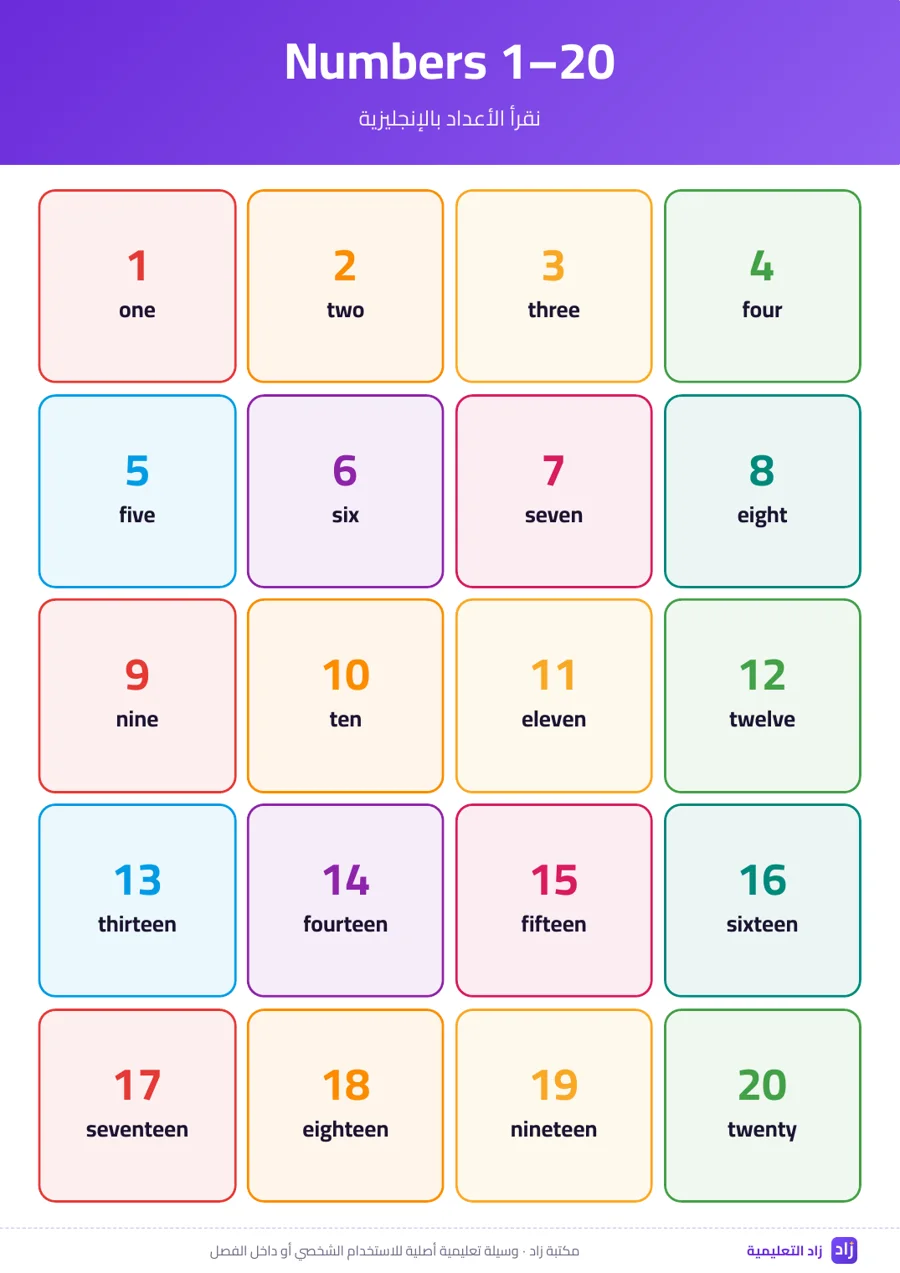 Numbers 1–20
نقرأ الأعداد بالإنجليزية
1 2 3 4
one two three four
5 6 7 8
five six seven eight
9 10 11 12
nine ten eleven twelve
13 14 15 16
thirteen fourteen fifteen sixteen
17 18 19 20
seventeen eighteen nineteen twenty
زاد زاد التعليمية
مكتبة زاد · وسيلة تعليمية أصلية للاستخدام الشخصي أو داخل الفصل